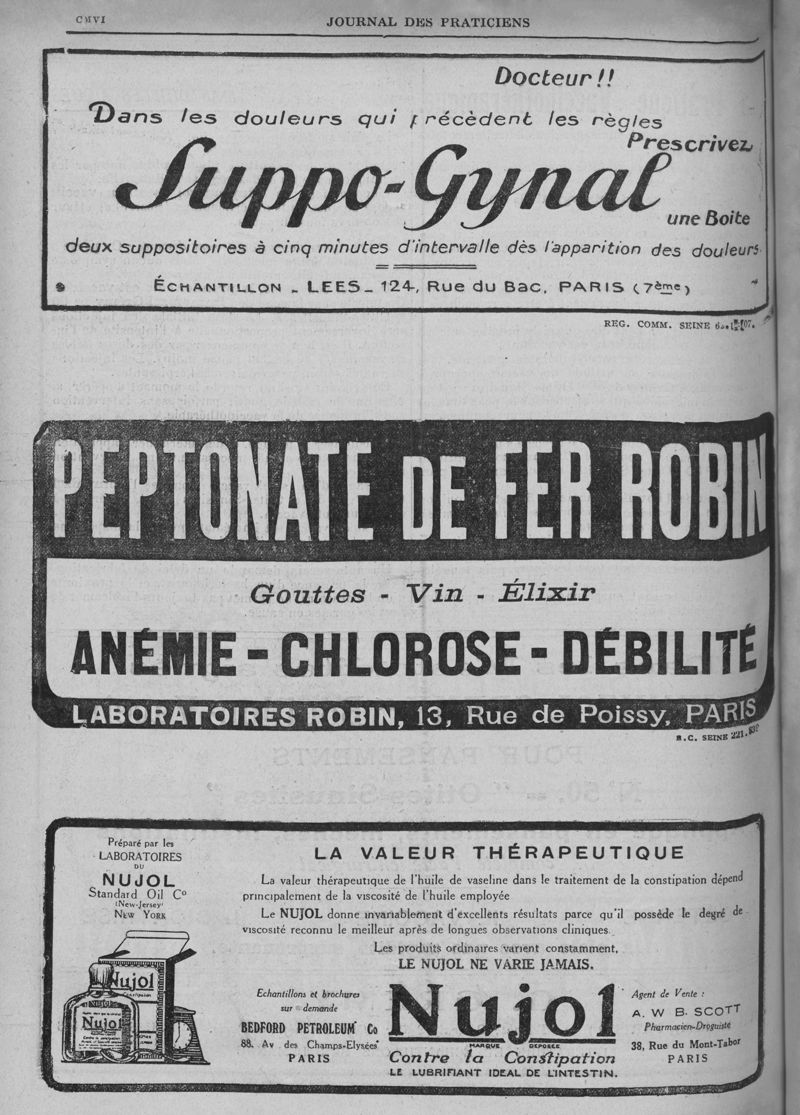 CMVI
JOURNAL DES PRATICIENS
Docteur!!
Dans les douleurs qui précèdent les règles
Prescrivez
Suppo-Gynal
une Boite
deux suppositoires à cinq minutes d'intervalle dès l'apparition des douleurs
ÉCHANTILLON - LEES - 124, Rue du Bac, PARIS (7ème)
REG. COMM. SEINE
PEPTONATE DE FER ROBIN
Gouttes - Vin - Élixir
ANÉMIE - CHLOROSE - DÉBILITÉ
LABORATOIRES ROBIN, 13, Rue de Poissy, PARIS
R.C. SEINE 221.
Préparé par les
LABORATOIRES
DU
NUJOL
Standard Oil Co
(New-Jersey)
NEW YORK
Nujol
Nujol
LA VALEUR THÉRAPEUTIQUE
La valeur thérapeutique de l'huile de vaseline dans le traitement de la constipation dépend
principalement de la viscosité de l'huile employée
Le NUJOL donne invariablement d'excellents résultats parce qu'il possède le degré de
viscosité reconnu le meilleur après de longues observations cliniques.
Les produits ordinaires varient constamment.
LE NUJOL NE VARIE JAMAIS.
Echantillons et brochures
sur demande
BEDFORD PETROLEUM Co
88, Av des Champs-Elysées
PARIS
Nujol
MARQUE DÉPOSÉE
Contre la Constipation
LE LUBRIFIANT IDEAL DE L'INTESTIN.
Agent de Vente :
A. W B. SCOTT
Pharmacien-Droguiste
38, Rue du Mont-Tabor
PARIS